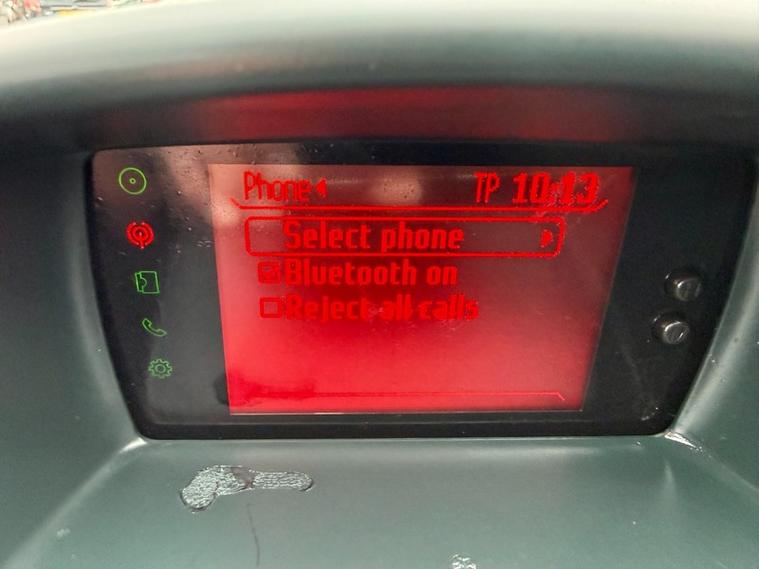 Phone
TP 10:13
Select phone
Bluetooth on
Reject all calls